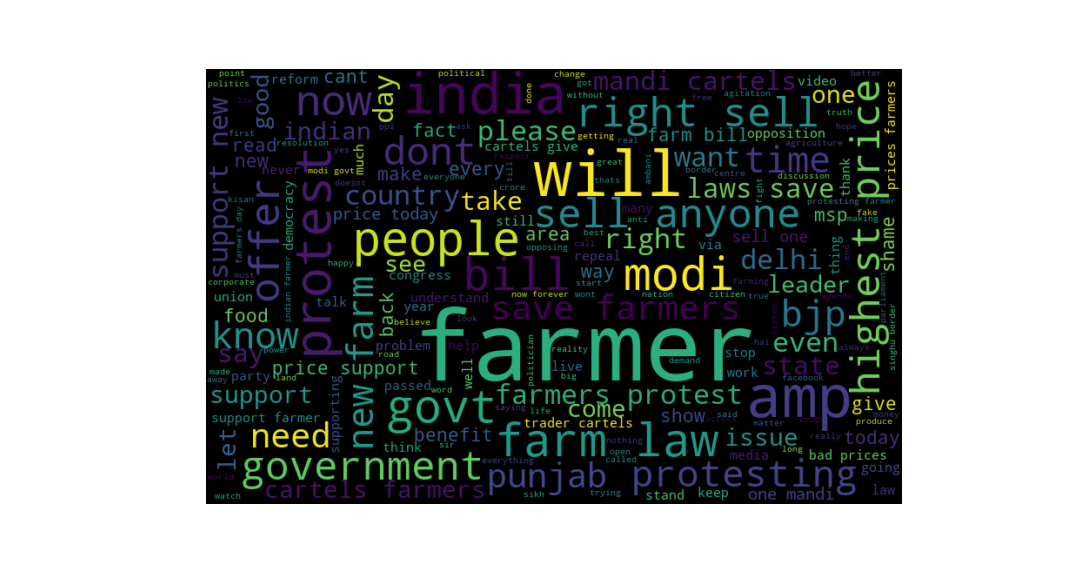 point
politics
reform
cant
political
change
better
got
mandi cartels
video
without
done
india
now
day
good
support new
lie
ppl
ask
agitation
free
one
truth
hope
right sell
price
prices farmers
first
indian
fact
please
getting
farm bill
opposition
read
resolution
yes
dont
cartels give
real
agriculture
new
never
modi govt
much
make
every
everyone
respect
till
will
great
thats
ambani
want
border
centre
time
discussion
thank
doesnt
crore
kisan
offer
democracy
protest
country
take
laws save
fight
protesting farmer
fake
making
price today
still
many
anti
sell anyone
msp
farmers day
indian farmer
people
area
best
right
via
sell one
shame
highest
opposing
call
repeal
delhi
thing
end
happy
see
congress
bill
way
start
modi
farming
must
corporate
now forever
wont
nation
citizen
true
leader
agenda
parliament
union
talk
back
understand
year
save farmers
bjp
listen
food
believe
look
know
new farm
farmer
singhu border
problem
help
politician
reality
demand
stop
even
hai
always
say
power
road
well
live
big
work
state
made
away
party
land
price support
facebook
support
supporting
passed
word
farmers protest
amp
give
money
support farmer
saying
life
come
show
across
said
matter
crop
produce
govt
trader cartels
let
need
benefit
nothing
farm law
issue
really
today
think
sir
open
called
media
long
bad prices
government
everything
going
world
punjab
protesting
cartels farmers
watch
sikh
trying
stand
keep
one mandi
law